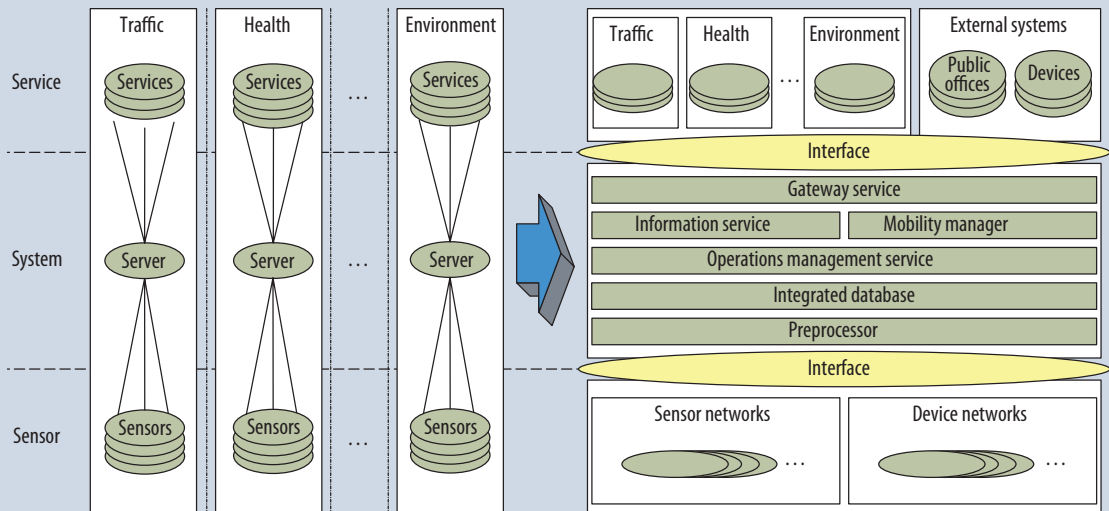 Traffic
Health
Environment
Service
Services
Services
Services
...
System
Server
Server
Server
...
Sensor
Sensors
Sensors
Sensors
...
Traffic
Health
Environment
...
External systems
Public
offices
Devices
Interface
Gateway service
Information service
Mobility manager
Operations management service
Integrated database
Preprocessor
Interface
Sensor networks
...
Device networks
...